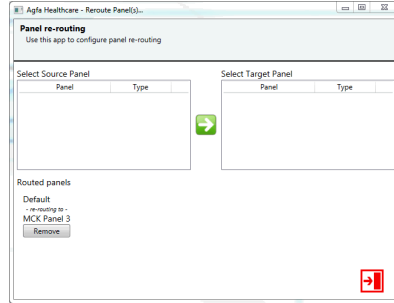 Agfa Healthcare - Reroute Panel(s)...
Panel re-routing
Use this app to configure panel re-routing
Select Source Panel
Select Target Panel
Panel Type
Panel Type
Routed panels
Default
- re-routing to -
MCK Panel 3
Remove